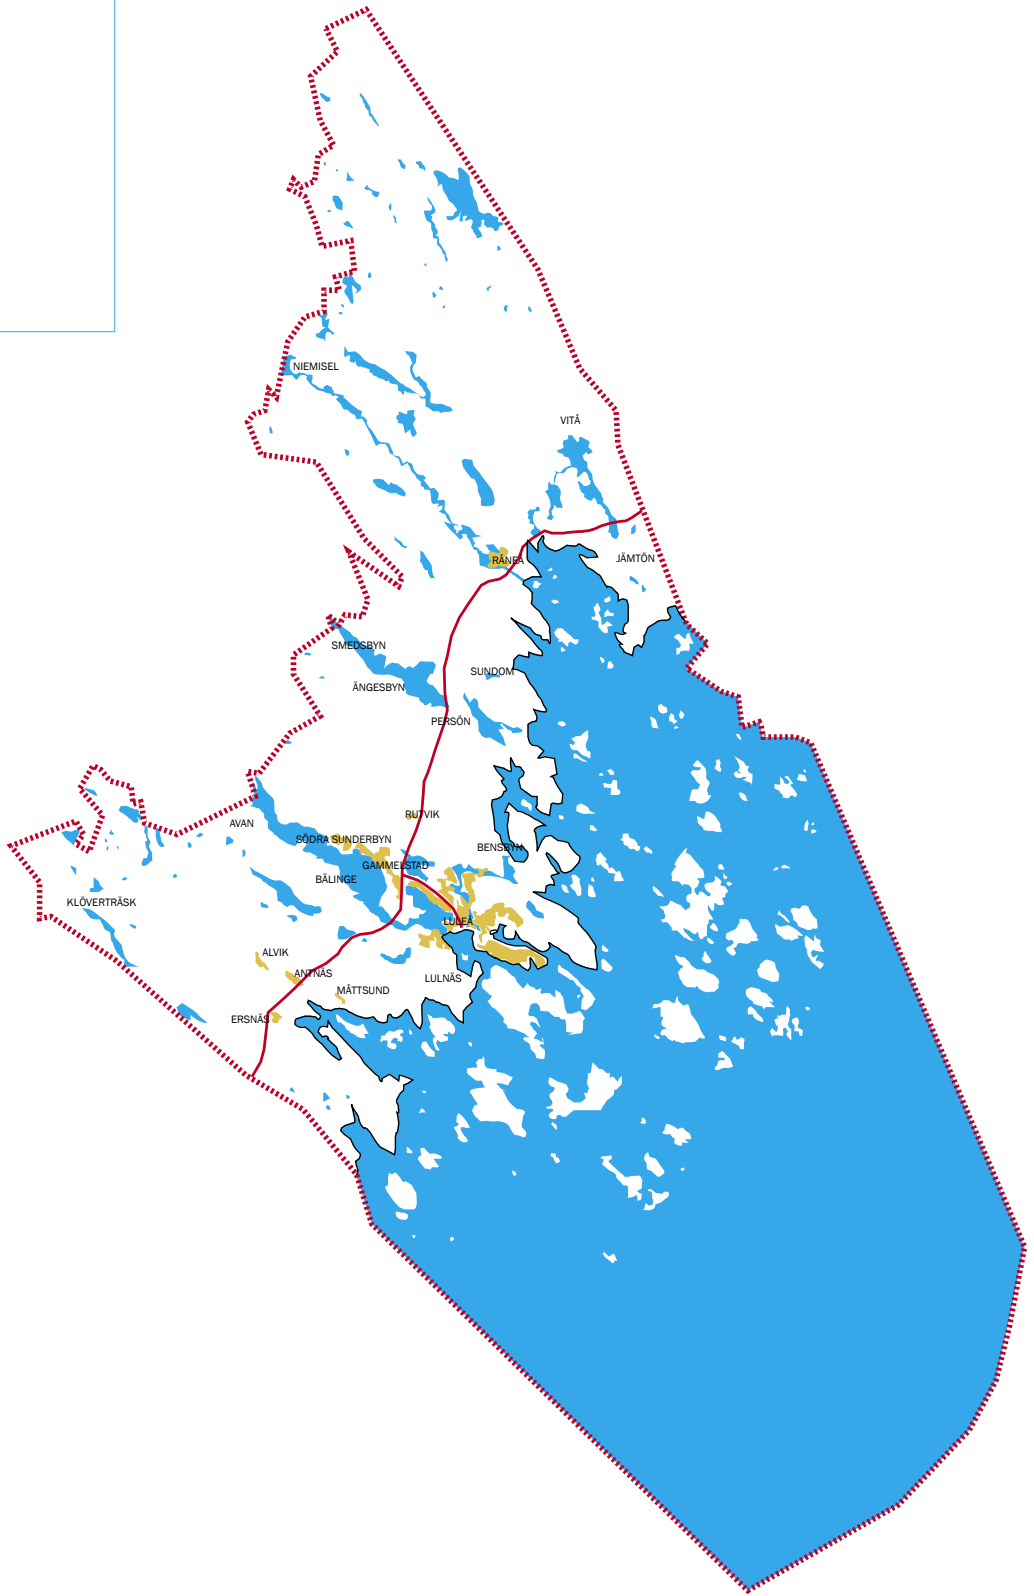 NIEMISEL
VITÅ
RÅNEÅ
JÄMTÖN
SMEDSBYN
SUNDOM
ÄNGESBYN
PERSÖN
RUTVIK
AVAN
SÖDRA SUNDERBYN
BENSBYN
GAMMELSTAD
BÄLINGE
KLÖVERTRÄSK
LULEÅ
ALVIK
ANTNÄS
LULNÄS
MÅTTSUND
ERSNÄS